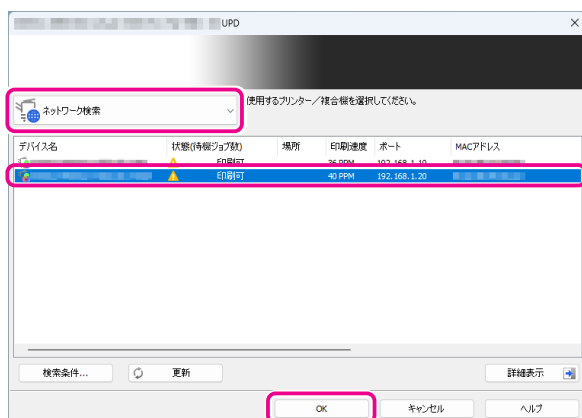 UPD
ネットワーク検索
使用するプリンター／複合機を選択してください。
デバイス名 状態(待機ジョブ数) 場所 印刷速度 ポート MACアドレス
印刷可 36 PPM 192.168.1.10
印刷可 40 PPM 192.168.1.20
検索条件... 更新 詳細表示
OK キャンセル ヘルプ